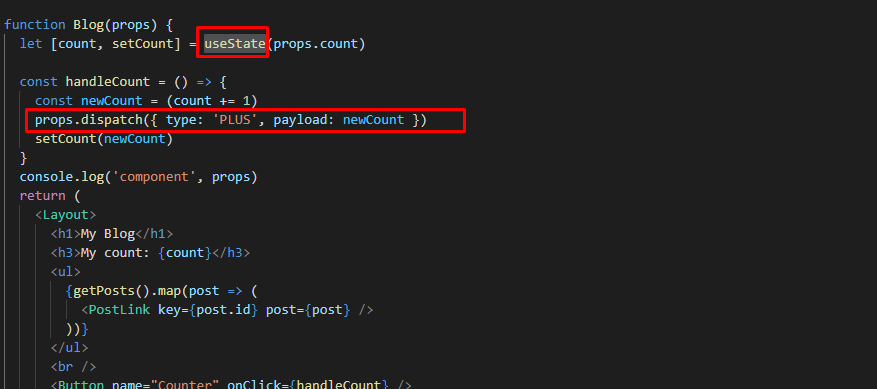 function Blog(props) {
let [count, setCount] = useState(props.count)
const handleCount = () => {
const newCount = (count += 1)
props.dispatch({ type: 'PLUS', payload: newCount })
setCount(newCount)
}
console.log('component', props)
return (
<Layout>
<h1>My Blog</h1>
<h3>My count: {count}</h3>
<ul>
{getPosts().map(post => (
<PostLink key={post.id} post={post} />
))}
</ul>
<br />
<Button name="Counter" onClick={handleCount} />